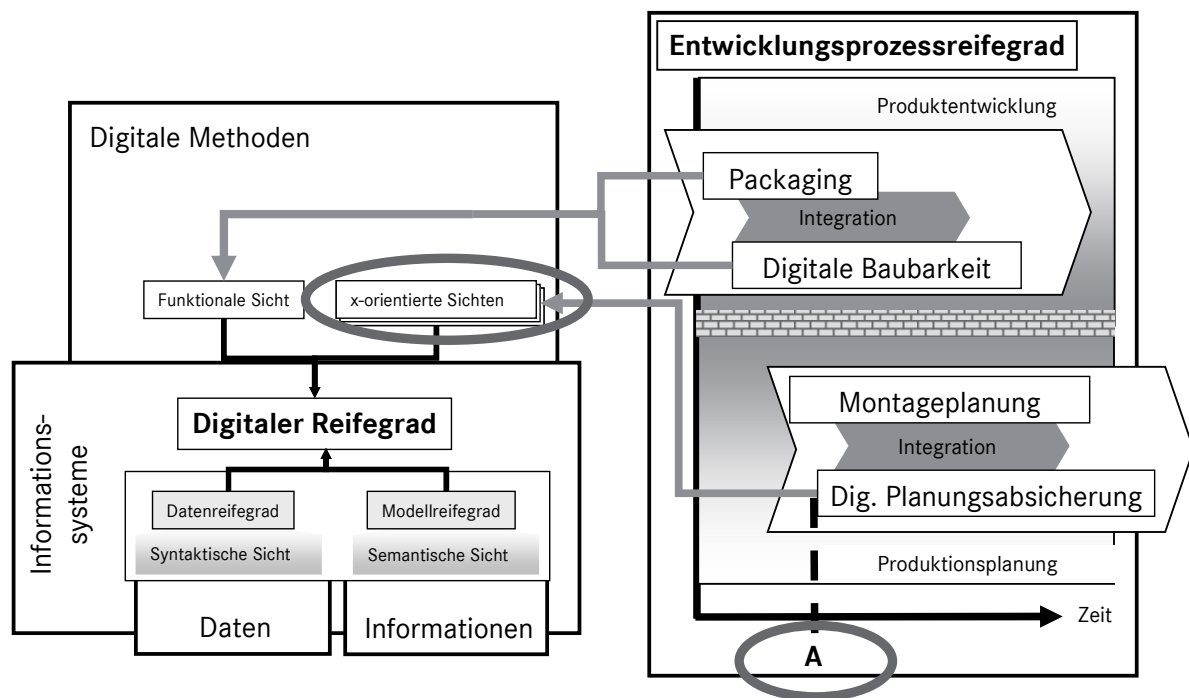 Digitale Methoden
Funktionale Sicht
x-orientierte Sichten
Informations-
systeme
Digitaler Reifegrad
Datenreifegrad
Modellreifegrad
Syntaktische Sicht
Semantische Sicht
Daten
Informationen
Entwicklungsprozessreifegrad
Produktentwicklung
Packaging
Integration
Digitale Baubarkeit
Montageplanung
Integration
Dig. Planungsabsicherung
Produktionsplanung
Zeit
A